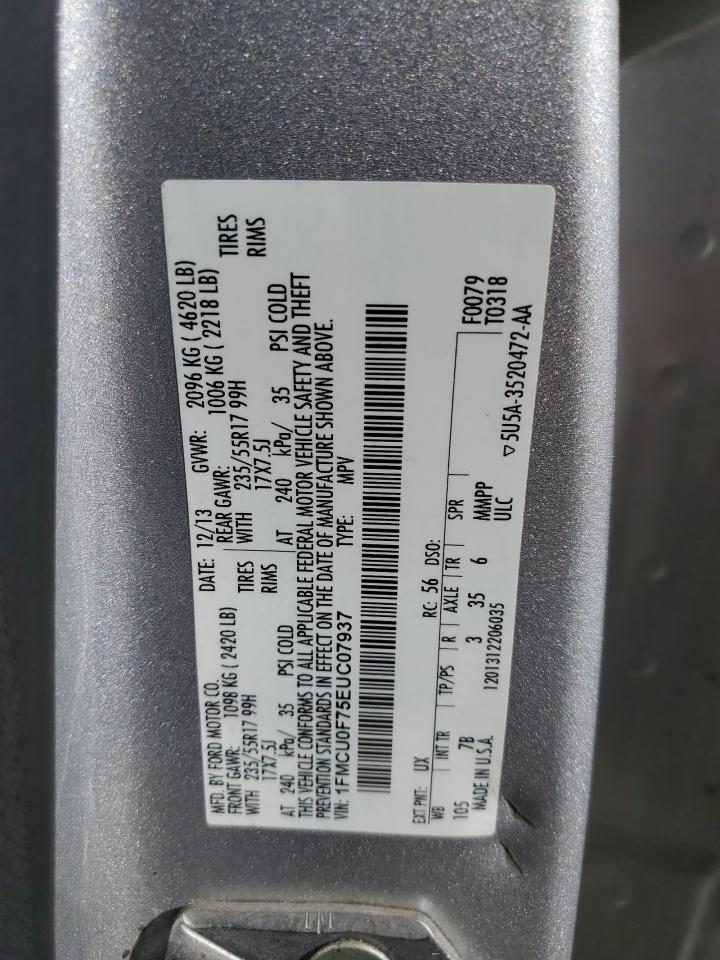 MFD. BY FORD MOTOR CO. DATE: 12/13 GVWR: 2096 KG ( 4620 LB)
FRONT GAWR: 1098 KG ( 2420 LB) REAR GAWR: 1006 KG ( 2218 LB)
WITH 235/55R17 99H TIRES WITH 235/55R17 99H TIRES
17X7.5J RIMS 17X7.5J RIMS
AT 240 kPa/ 35 PSI COLD AT 240 kPa/ 35 PSI COLD
THIS VEHICLE CONFORMS TO ALL APPLICABLE FEDERAL MOTOR VEHICLE SAFETY AND THEFT
PREVENTION STANDARDS IN EFFECT ON THE DATE OF MANUFACTURE SHOWN ABOVE.
VIN: 1FMCU0F75EUC07937 TYPE: MPV
EXT PNT: UX RC: 56 DSO:
WB INT TR TP/PS R AXLE TR SPR F0079
105 7B 3 35 6 MMPP T0318
MADE IN U.S.A. 1201312206035 ULC
▽5U5A-3520472-AA